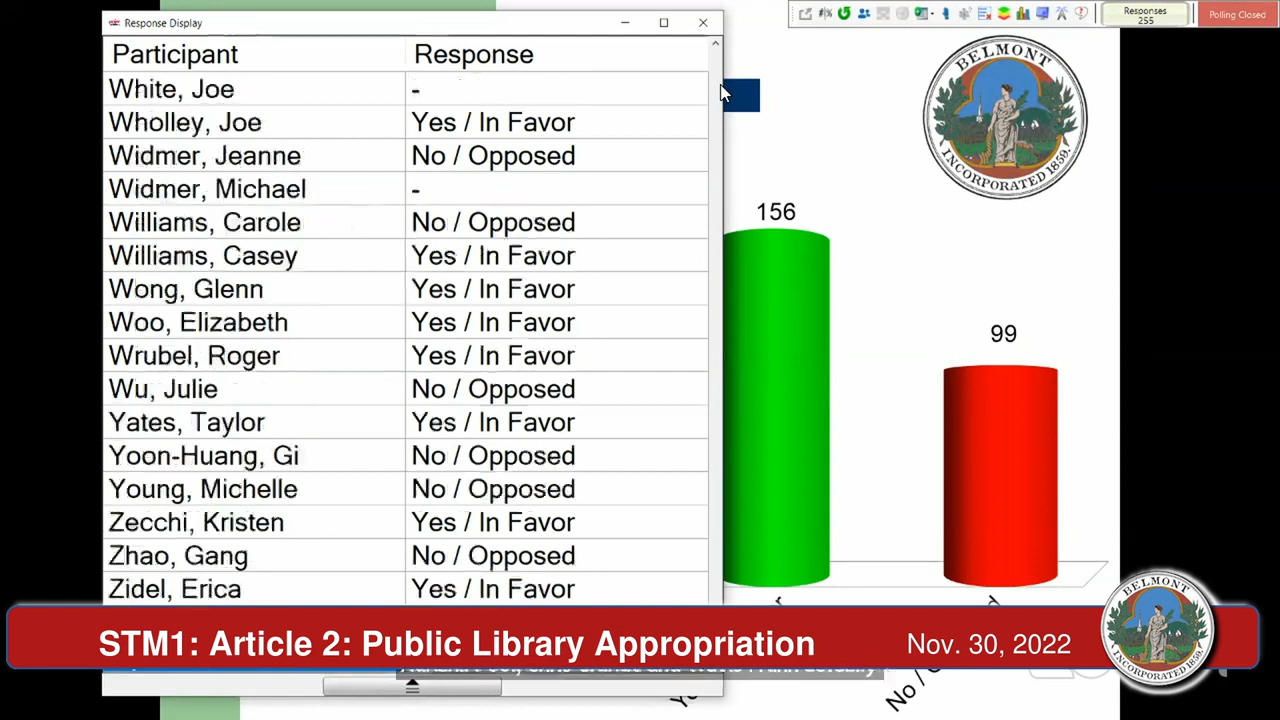 Response Display
Responses
255
Polling Closed
Participant Response
White, Joe -
Wholley, Joe Yes / In Favor
Widmer, Jeanne No / Opposed
Widmer, Michael -
Williams, Carole No / Opposed
Williams, Casey Yes / In Favor
Wong, Glenn Yes / In Favor
Woo, Elizabeth Yes / In Favor
Wrubel, Roger Yes / In Favor
Wu, Julie No / Opposed
Yates, Taylor Yes / In Favor
Yoon-Huang, Gi No / Opposed
Young, Michelle No / Opposed
Zecchi, Kristen Yes / In Favor
Zhao, Gang No / Opposed
Zidel, Erica Yes / In Favor
BELMONT
INCORPORATED 1859.
156
99
STM1: Article 2: Public Library Appropriation Nov. 30, 2022
BELMONT
INCORPORATED 1859.
No /